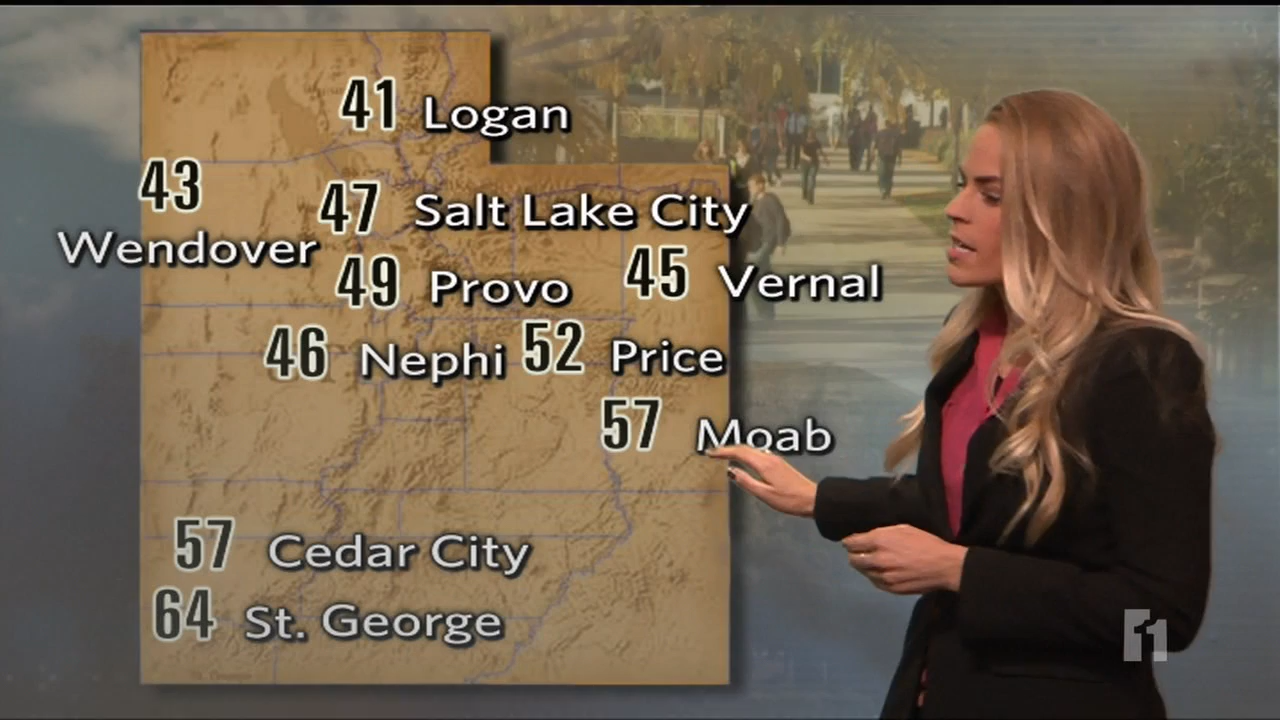 41 Logan
43
Wendover
47 Salt Lake City
49 Provo
45 Vernal
46 Nephi
52 Price
57 Moab
57 Cedar City
64 St. George
11